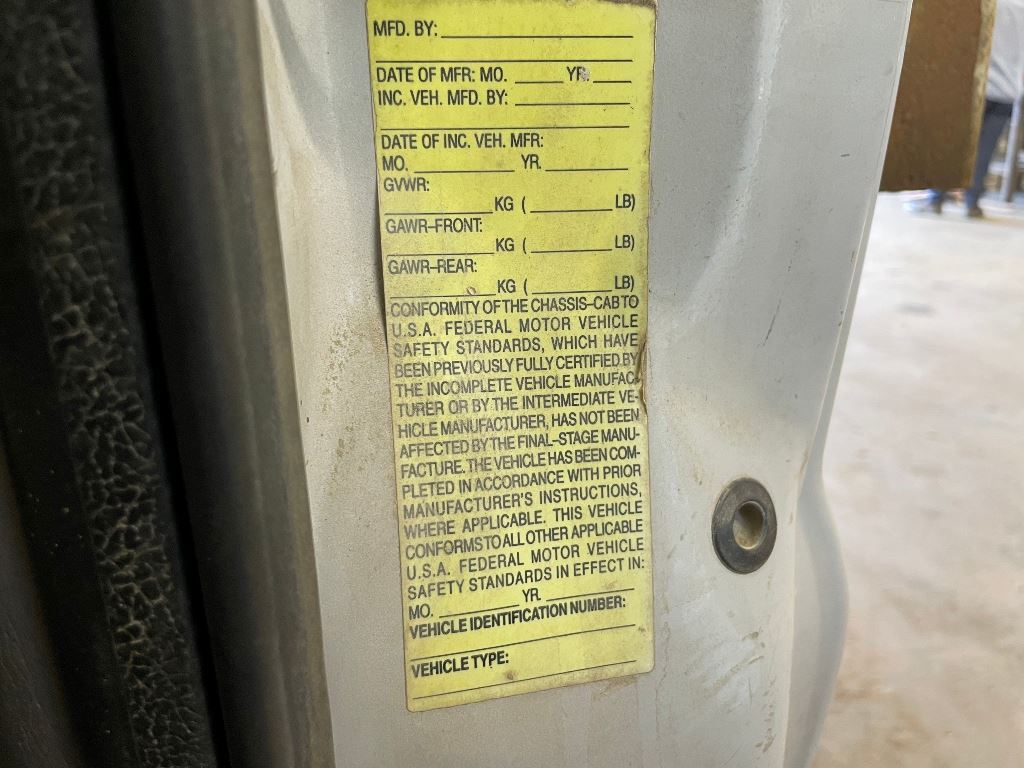 MFD. BY:
DATE OF MFR: MO. YR.
INC. VEH. MFD. BY:
DATE OF INC. VEH. MFR:
MO. YR.
GVWR:
KG ( LB)
GAWR–FRONT:
KG ( LB)
GAWR–REAR:
KG ( LB)
CONFORMITY OF THE CHASSIS–CAB TO
U.S.A. FEDERAL MOTOR VEHICLE
SAFETY STANDARDS, WHICH HAVE
BEEN PREVIOUSLY FULLY CERTIFIED BY
THE INCOMPLETE VEHICLE MANUFAC-
TURER OR BY THE INTERMEDIATE VE-
HICLE MANUFACTURER, HAS NOT BEEN
AFFECTED BY THE FINAL–STAGE MANU-
FACTURE. THE VEHICLE HAS BEEN COM-
PLETED IN ACCORDANCE WITH PRIOR
MANUFACTURER'S INSTRUCTIONS,
WHERE APPLICABLE. THIS VEHICLE
CONFORMS TO ALL OTHER APPLICABLE
U.S.A. FEDERAL MOTOR VEHICLE
SAFETY STANDARDS IN EFFECT IN:
MO. YR.
VEHICLE IDENTIFICATION NUMBER:
VEHICLE TYPE: